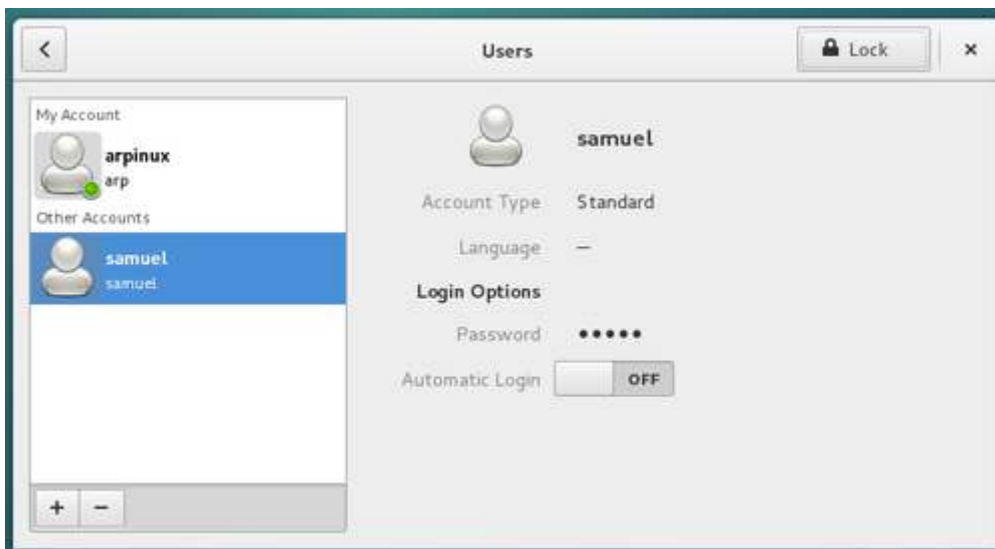 Users
Lock
My Account
arpinux
arp
Other Accounts
samuel
samuel
samuel
Account Type Standard
Language —
Login Options
Password •••••
Automatic Login OFF